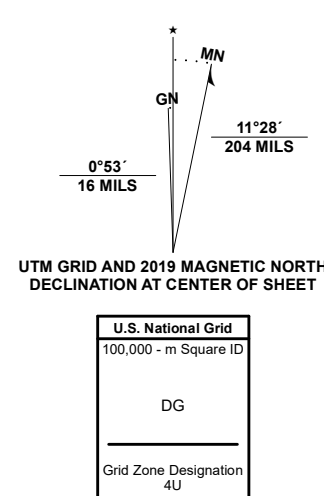 ★
MN
GN
11°28´
204 MILS
0°53´
16 MILS
UTM GRID AND 2019 MAGNETIC NORTH
DECLINATION AT CENTER OF SHEET
U.S. National Grid
100,000 - m Square ID
DG
Grid Zone Designation
4U